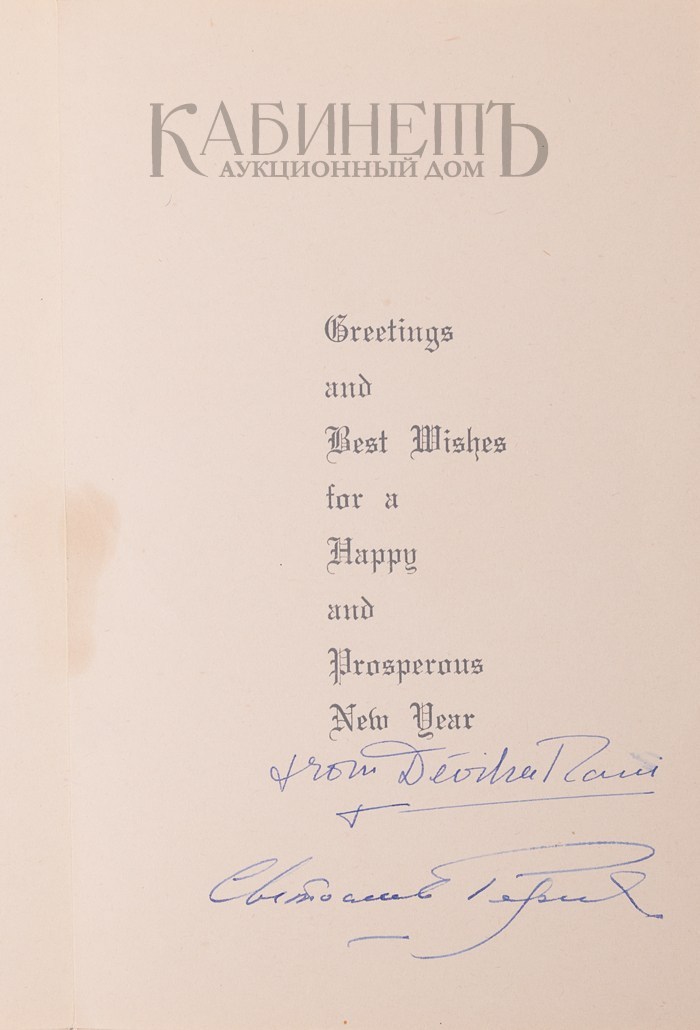 КАБИНЕТЪ
АУКЦИОННЫЙ ДОМ
Greetings
and
Best Wishes
for a
Happy
and
Prosperous
New Year
from Devika Rani
+
Святослав Рерих